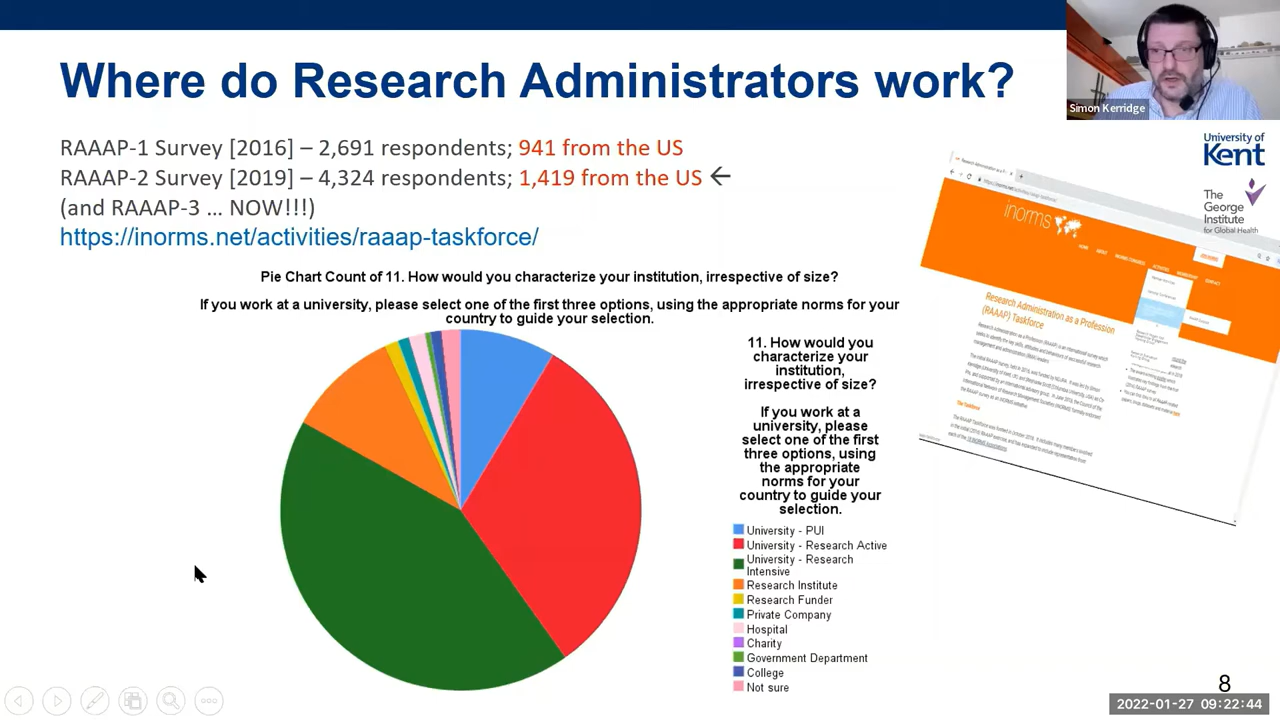 Where do Research Administrators work?
Simon Kerridge
RAAAP-1 Survey [2016] – 2,691 respondents; 941 from the US
RAAAP-2 Survey [2019] – 4,324 respondents; 1,419 from the US ←
(and RAAAP-3 … NOW!!!)
https://inorms.net/activities/raaap-taskforce/
University of
Kent
The
George
Institute
for Global Health
inorms
Research Administration as a Profession
(RAAAP) Taskforce
The Taskforce
Pie Chart Count of 11. How would you characterize your institution, irrespective of size?
If you work at a university, please select one of the first three options, using the appropriate norms for your
country to guide your selection.
11. How would you
characterize your
institution,
irrespective of size?
If you work at a
university, please
select one of the first
three options, using
the appropriate
norms for your
country to guide your
selection.
University - PUI
University - Research Active
University - Research
Intensive
Research Institute
Research Funder
Private Company
Hospital
Charity
Government Department
College
Not sure
8
2022-01-27 09:22:44